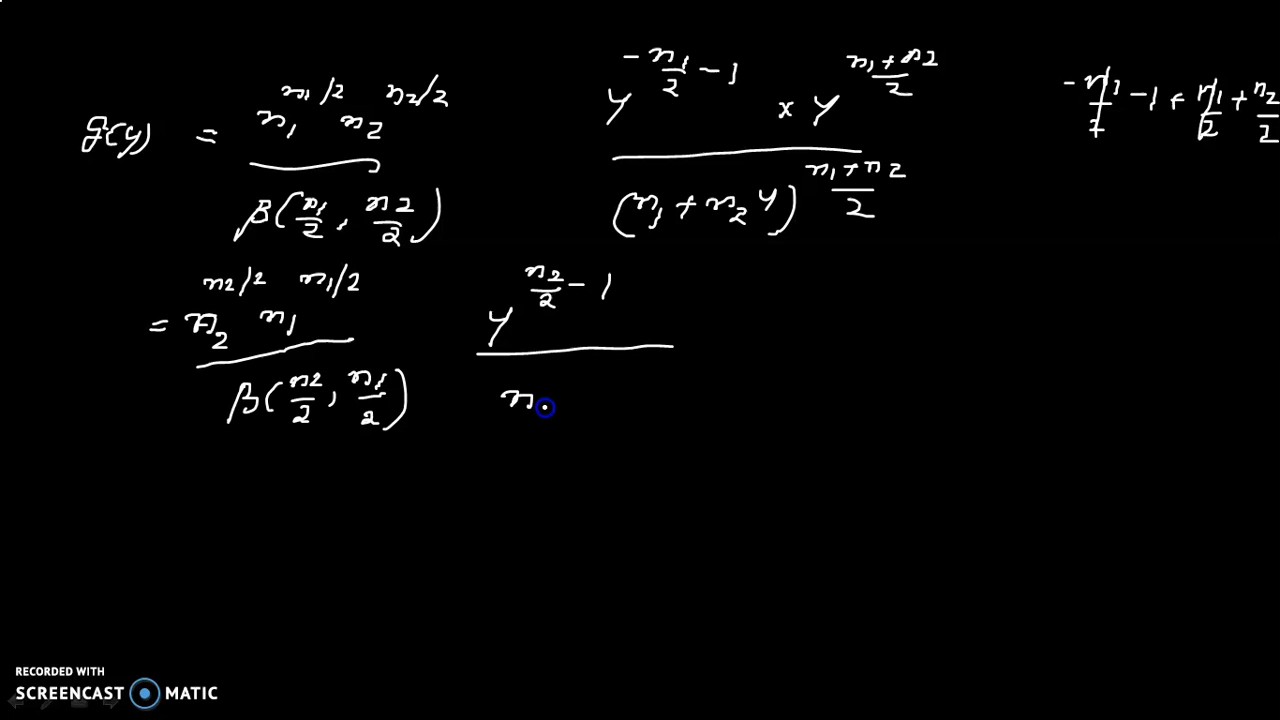 g(y) = n₁^(n₁/2) n₂^(n₂/2) / β(n₁/2, n₂/2) y^(-n₁/2 - 1) × y^((n₁+n₂)/2) / (n₁ + n₂ y)^((n₁+n₂)/2) -n₁/2 - 1 + n₁/2 + n₂/2
= n₂^(n₂/2) n₁^(n₁/2) / β(n₂/2, n₁/2) y^(n₂/2 - 1) / n
RECORDED WITH
SCREENCAST MATIC